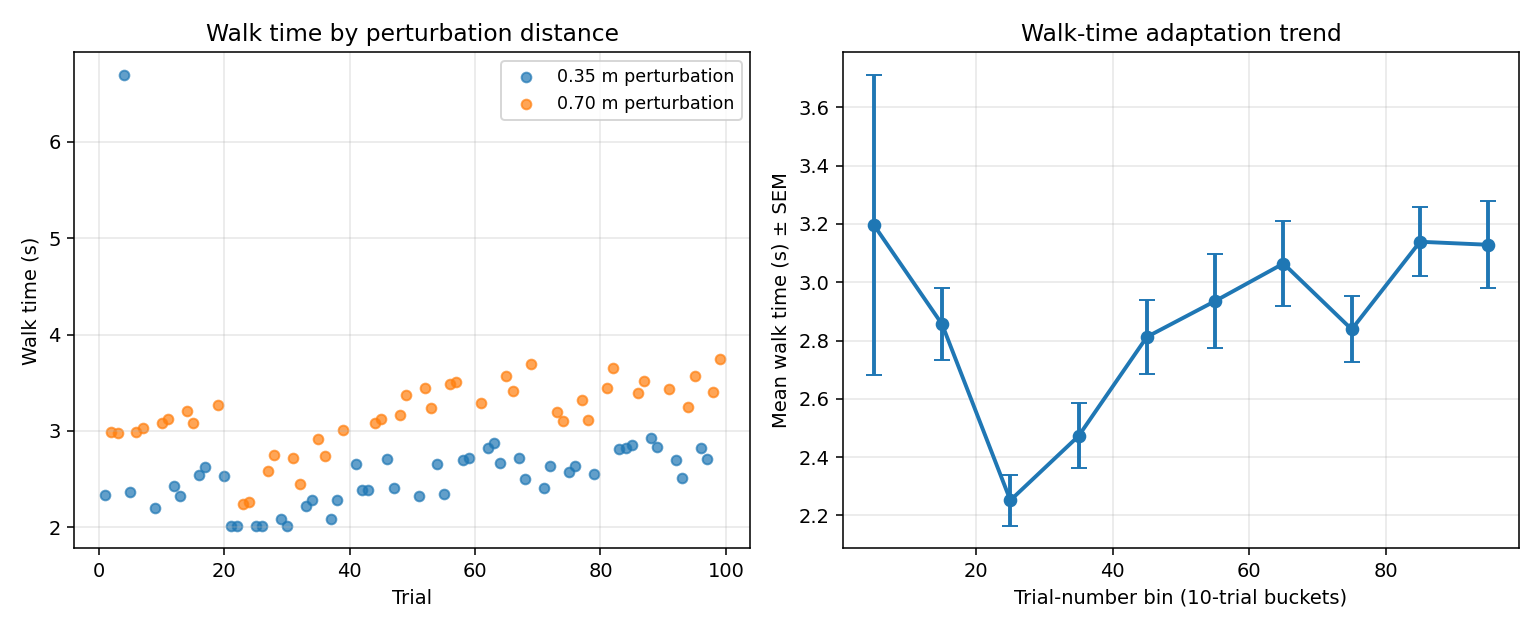 Walk time by perturbation distance
Walk time (s)
6
5
4
3
2
0.35 m perturbation
0.70 m perturbation
0
20
40
60
80
100
Trial
Walk-time adaptation trend
Mean walk time (s) ± SEM
3.6
3.4
3.2
3.0
2.8
2.6
2.4
2.2
20
40
60
80
Trial-number bin (10-trial buckets)